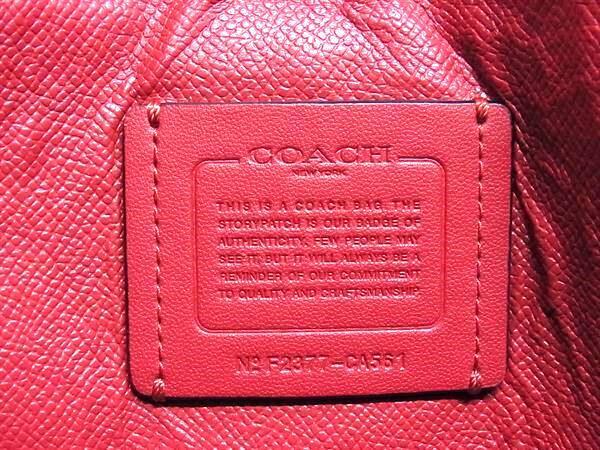 COACH
NEW YORK
THIS IS A COACH BAG. THE
STORYPATCH IS OUR BADGE OF
AUTHENTICITY. FEW PEOPLE MAY
SEE IT, BUT IT WILL ALWAYS BE A
REMINDER OF OUR COMMITMENT
TO QUALITY AND CRAFTSMANSHIP.
Nº F2377-CA561